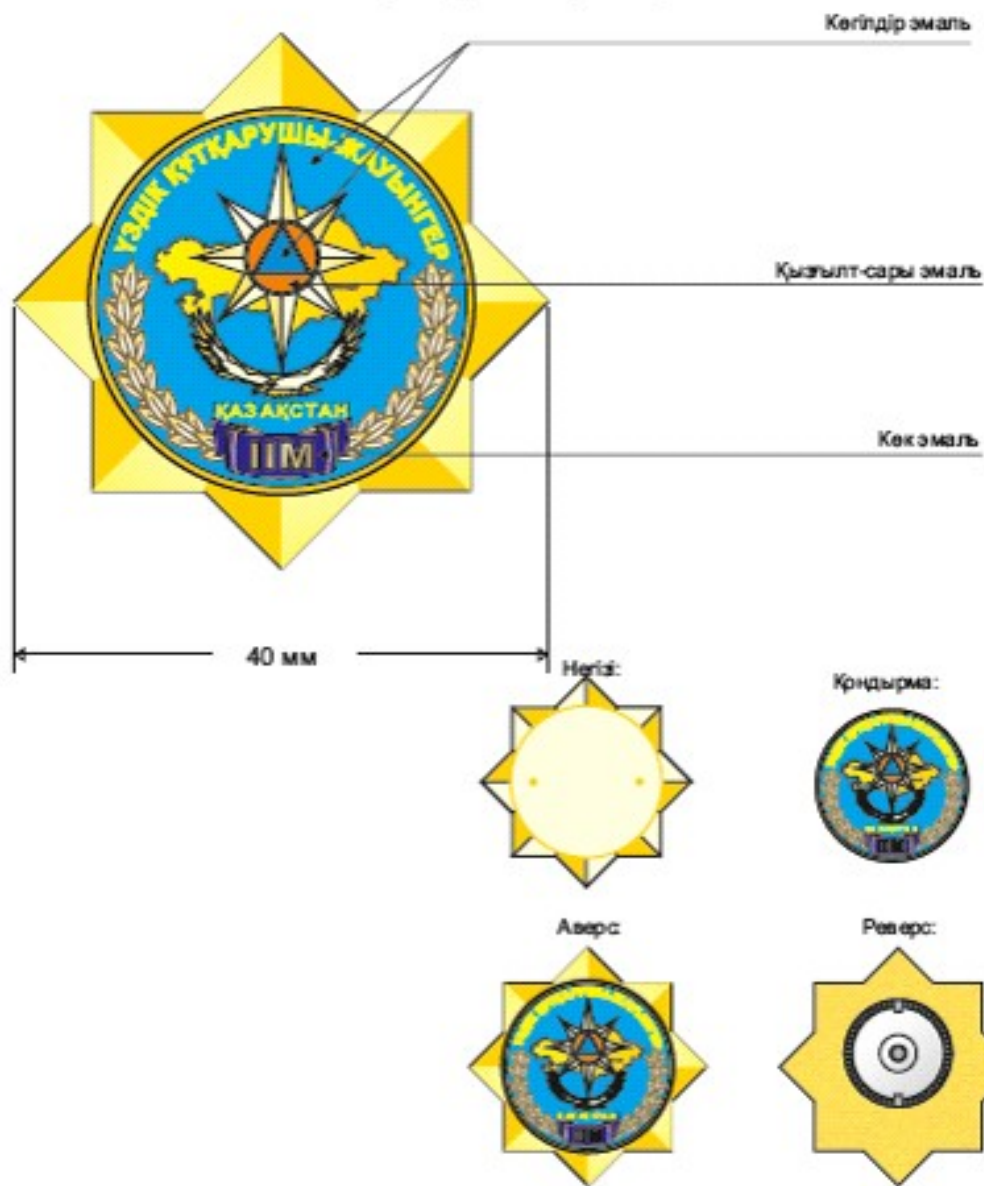 Көгілдір эмаль
ҮЗДІК ҚҰТҚАРУШЫ-ЖАУЫНГЕР
Қызғылт-сары эмаль
ҚАЗАҚСТАН
ІІМ
Көк эмаль
40 мм
Негізі:
Қондырма:
Аверс:
Реверс: